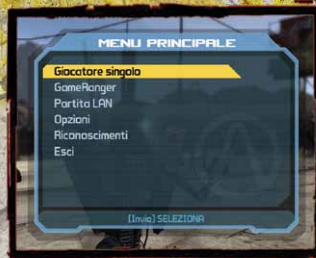 MENU PRINCIPALE
Giocatore singolo
GameRanger
Partita LAN
Opzioni
Riconoscimenti
Esci
[Invio] SELEZIONA